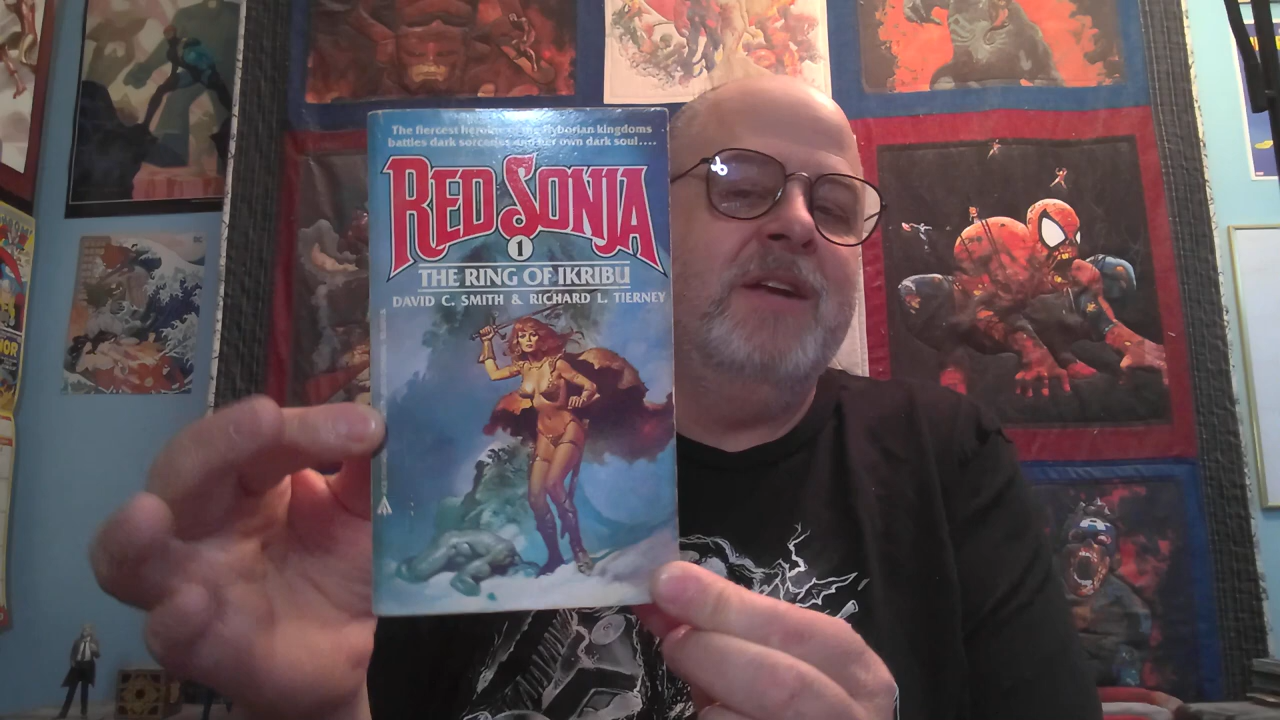 The fiercest heroine of the Hyborian kingdoms
battles dark sorceries and her own dark soul....
RED SONJA
1
THE RING OF IKRIBU
DAVID C. SMITH & RICHARD L. TIERNEY